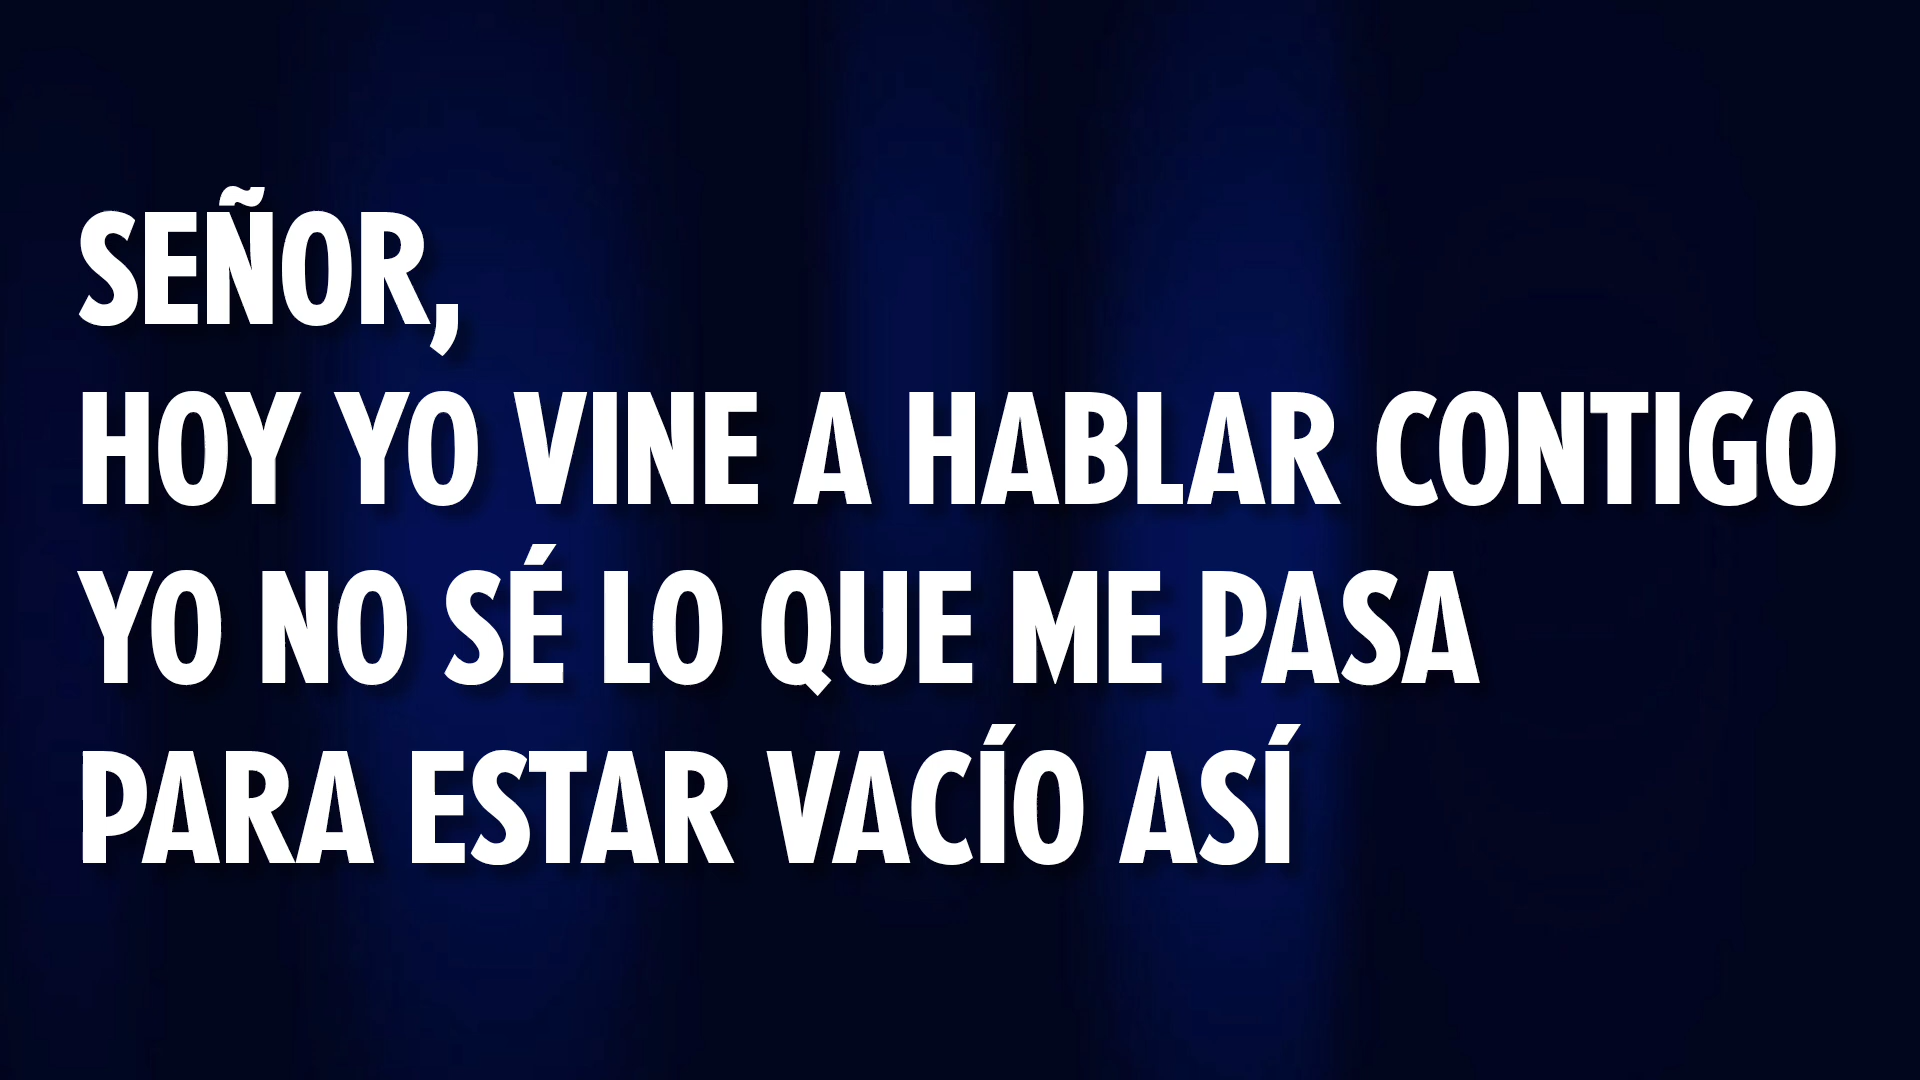 SEÑOR,
HOY YO VINE A HABLAR CONTIGO
YO NO SÉ LO QUE ME PASA
PARA ESTAR VACÍO ASÍ